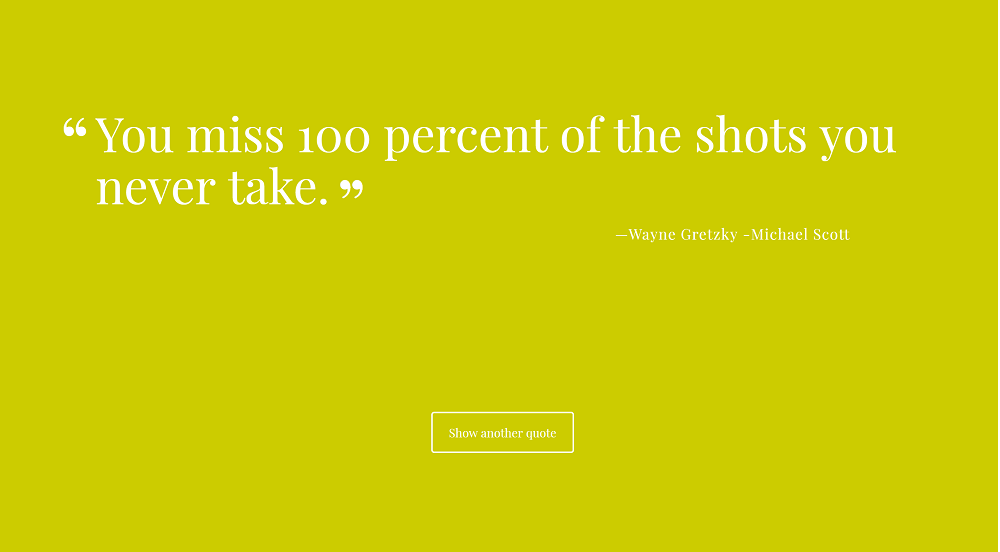 “ You miss 100 percent of the shots you
never take. ”
—Wayne Gretzky -Michael Scott
Show another quote